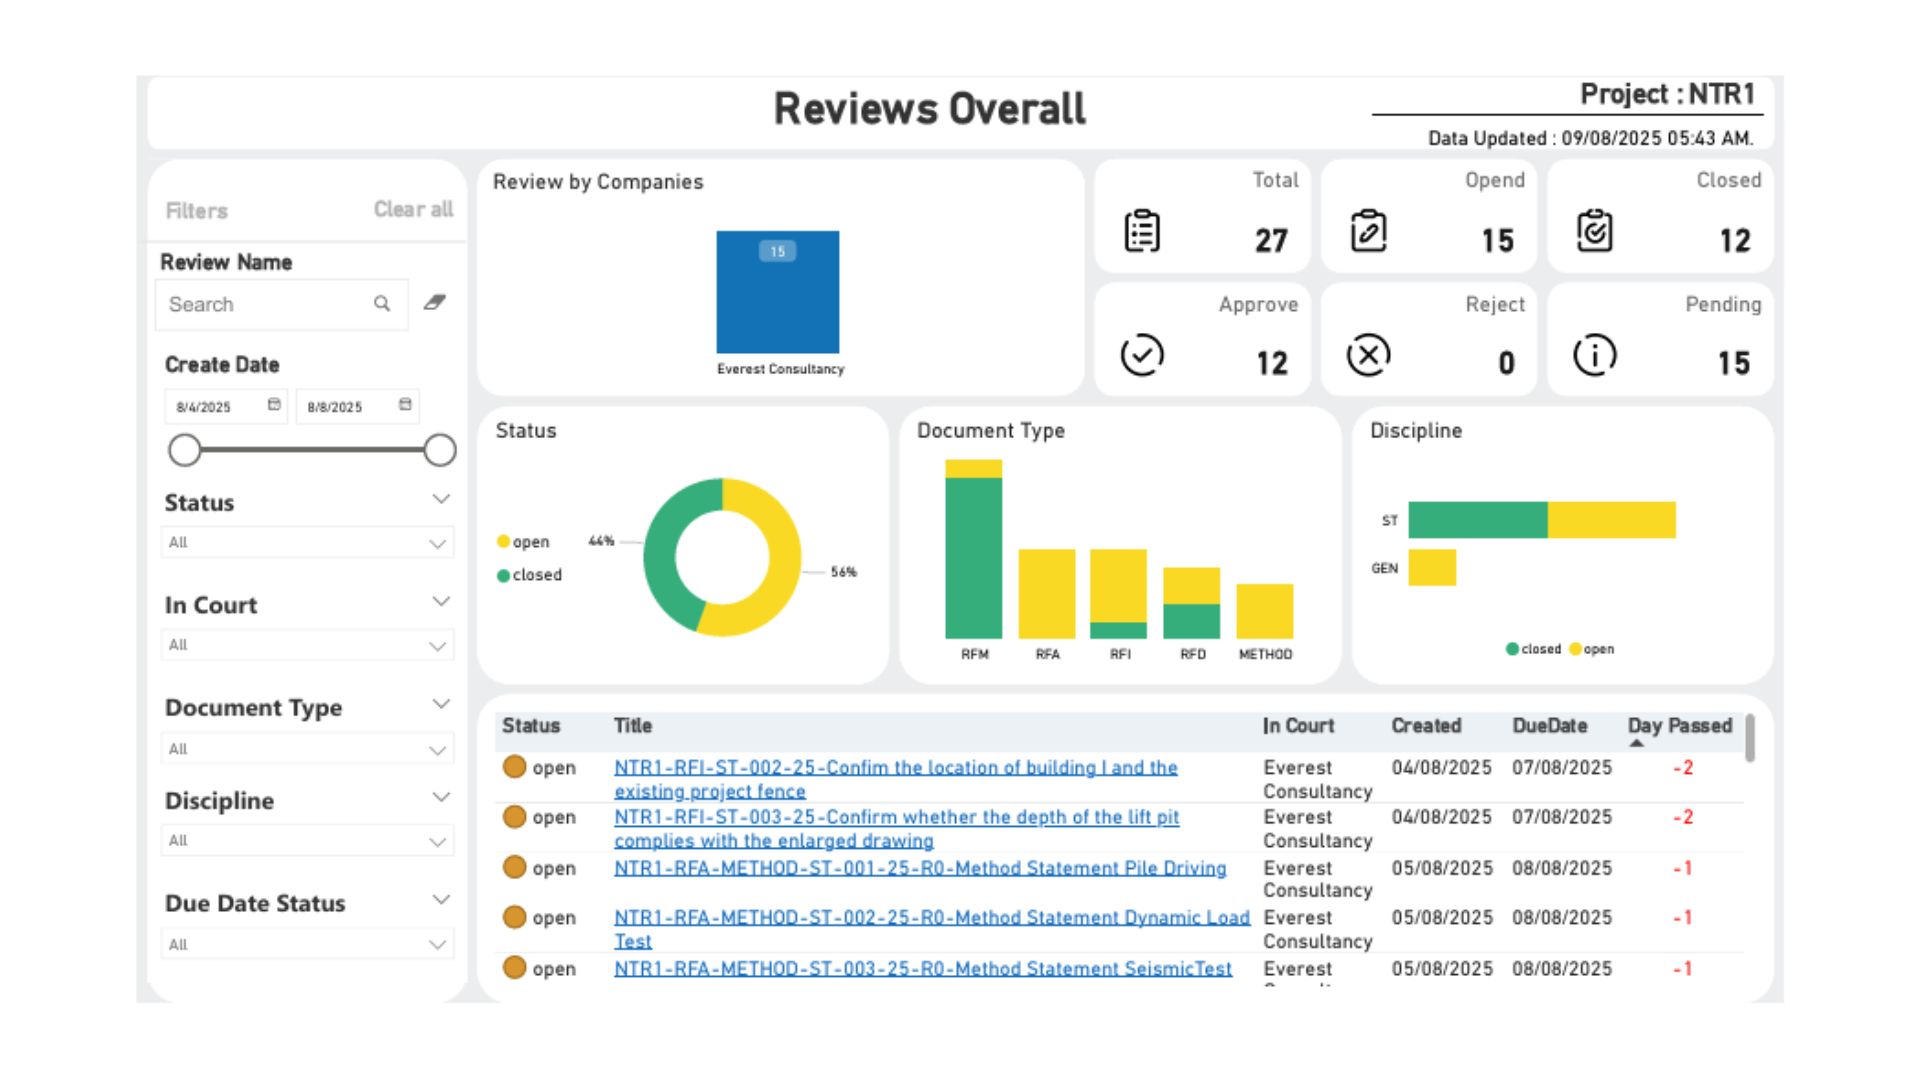 Reviews Overall
Project : NTR1
Data Updated : 09/08/2025 05:43 AM.
Filters
Clear all
Review Name
Search
Create Date
8/4/2025
8/8/2025
Status
All
In Court
All
Document Type
All
Discipline
All
Due Date Status
All
Review by Companies
15
Everest Consultancy
Total
27
Opend
15
Closed
12
Approve
12
Reject
0
Pending
15
Status
open
closed
44%
56%
Document Type
RFM
RFA
RFI
RFD
METHOD
Discipline
ST
GEN
closed
open
Status Title In Court Created DueDate Day Passed
open NTR1-RFI-ST-002-25-Confim the location of building I and the Everest 04/08/2025 07/08/2025 -2
existing project fence Consultancy
open NTR1-RFI-ST-003-25-Confirm whether the depth of the lift pit Everest 04/08/2025 07/08/2025 -2
complies with the enlarged drawing Consultancy
open NTR1-RFA-METHOD-ST-001-25-R0-Method Statement Pile Driving Everest 05/08/2025 08/08/2025 -1
Consultancy
open NTR1-RFA-METHOD-ST-002-25-R0-Method Statement Dynamic Load Everest 05/08/2025 08/08/2025 -1
Test Consultancy
open NTR1-RFA-METHOD-ST-003-25-R0-Method Statement SeismicTest Everest 05/08/2025 08/08/2025 -1